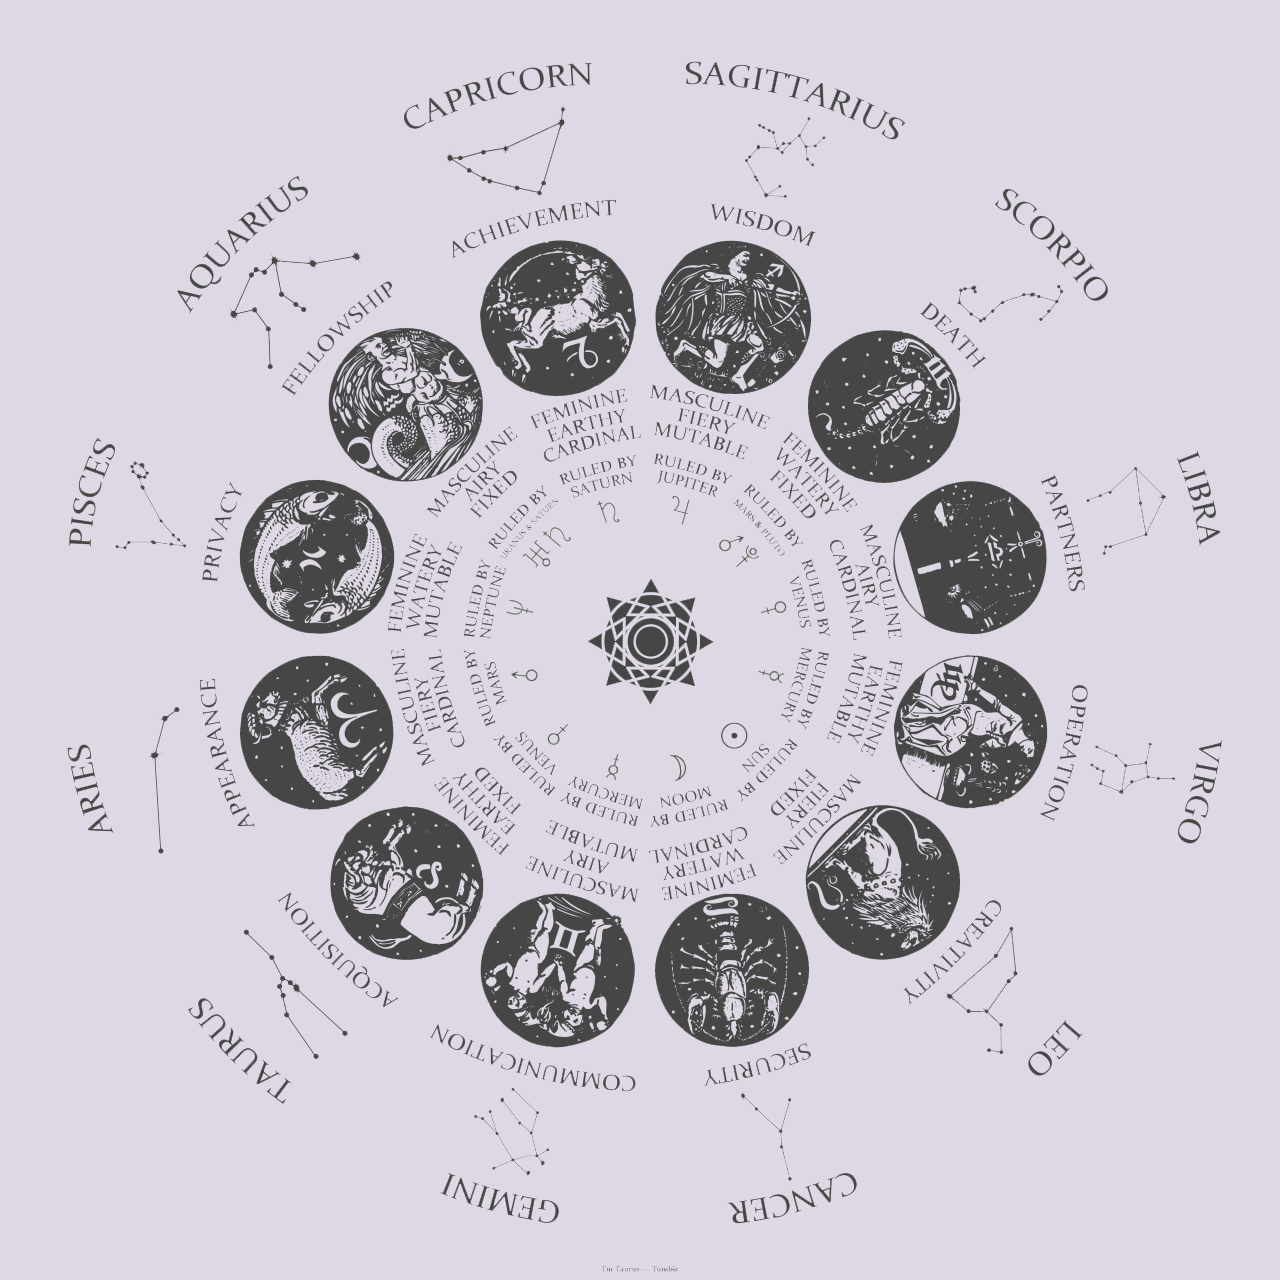 CAPRICORN
ACHIEVEMENT
FEMININE
EARTHY
CARDINAL
RULED BY
SATURN
SAGITTARIUS
WISDOM
MASCULINE
FIERY
MUTABLE
RULED BY
JUPITER
SCORPIO
DEATH
FEMININE
WATERY
FIXED
RULED BY
MARS & PLUTO
LIBRA
PARTNERS
MASCULINE
AIRY
CARDINAL
RULED BY
VENUS
VIRGO
OPERATION
FEMININE
EARTHY
MUTABLE
RULED BY
MERCURY
LEO
CREATIVITY
MASCULINE
FIERY
FIXED
RULED BY
SUN
CANCER
SECURITY
FEMININE
WATERY
CARDINAL
RULED BY
MOON
GEMINI
COMMUNICATION
MASCULINE
AIRY
MUTABLE
RULED BY
MERCURY
TAURUS
ACQUISITION
FEMININE
EARTHY
FIXED
RULED BY
VENUS
ARIES
APPEARANCE
MASCULINE
FIERY
CARDINAL
RULED BY
MARS
PISCES
PRIVACY
FEMININE
WATERY
MUTABLE
RULED BY
NEPTUNE
AQUARIUS
FELLOWSHIP
MASCULINE
AIRY
FIXED
RULED BY
URANUS & SATURN
I'm Taurus — Tumblr